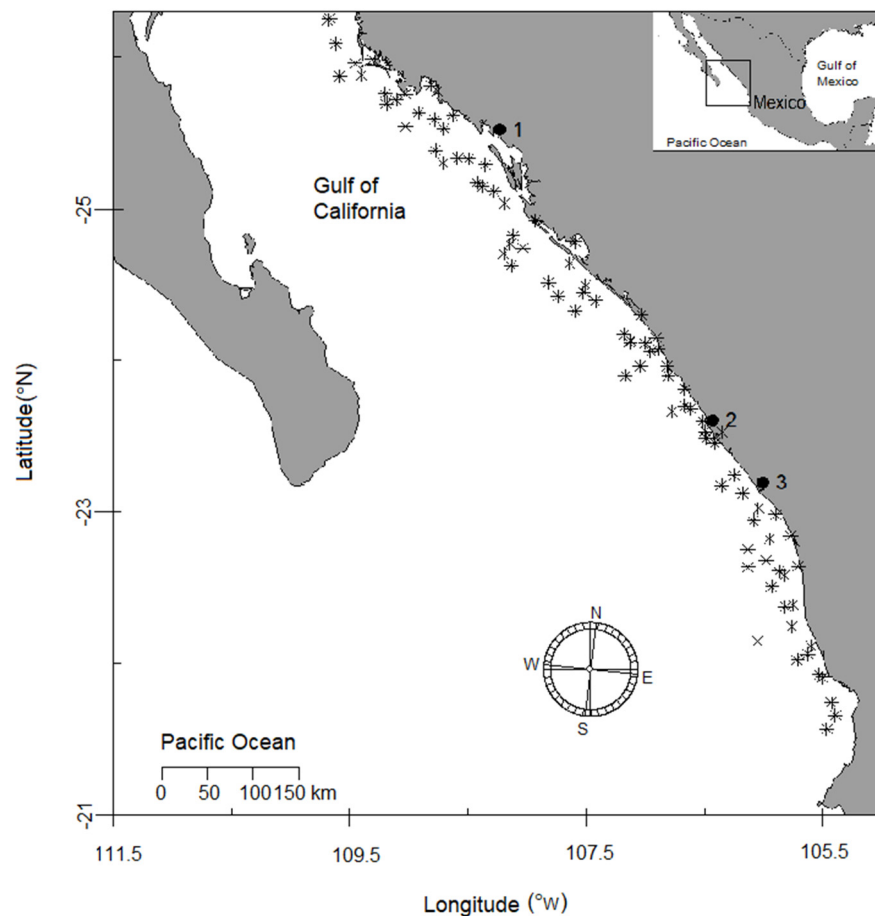 Gulf of
Mexico
Mexico
Pacific Ocean
1
Gulf of
California
-25
2
3
-23
N
W
E
S
Pacific Ocean
0 50 100 150 km
-21
111.5 109.5 107.5 105.5
Latitude(°N)
Longitude (°W)